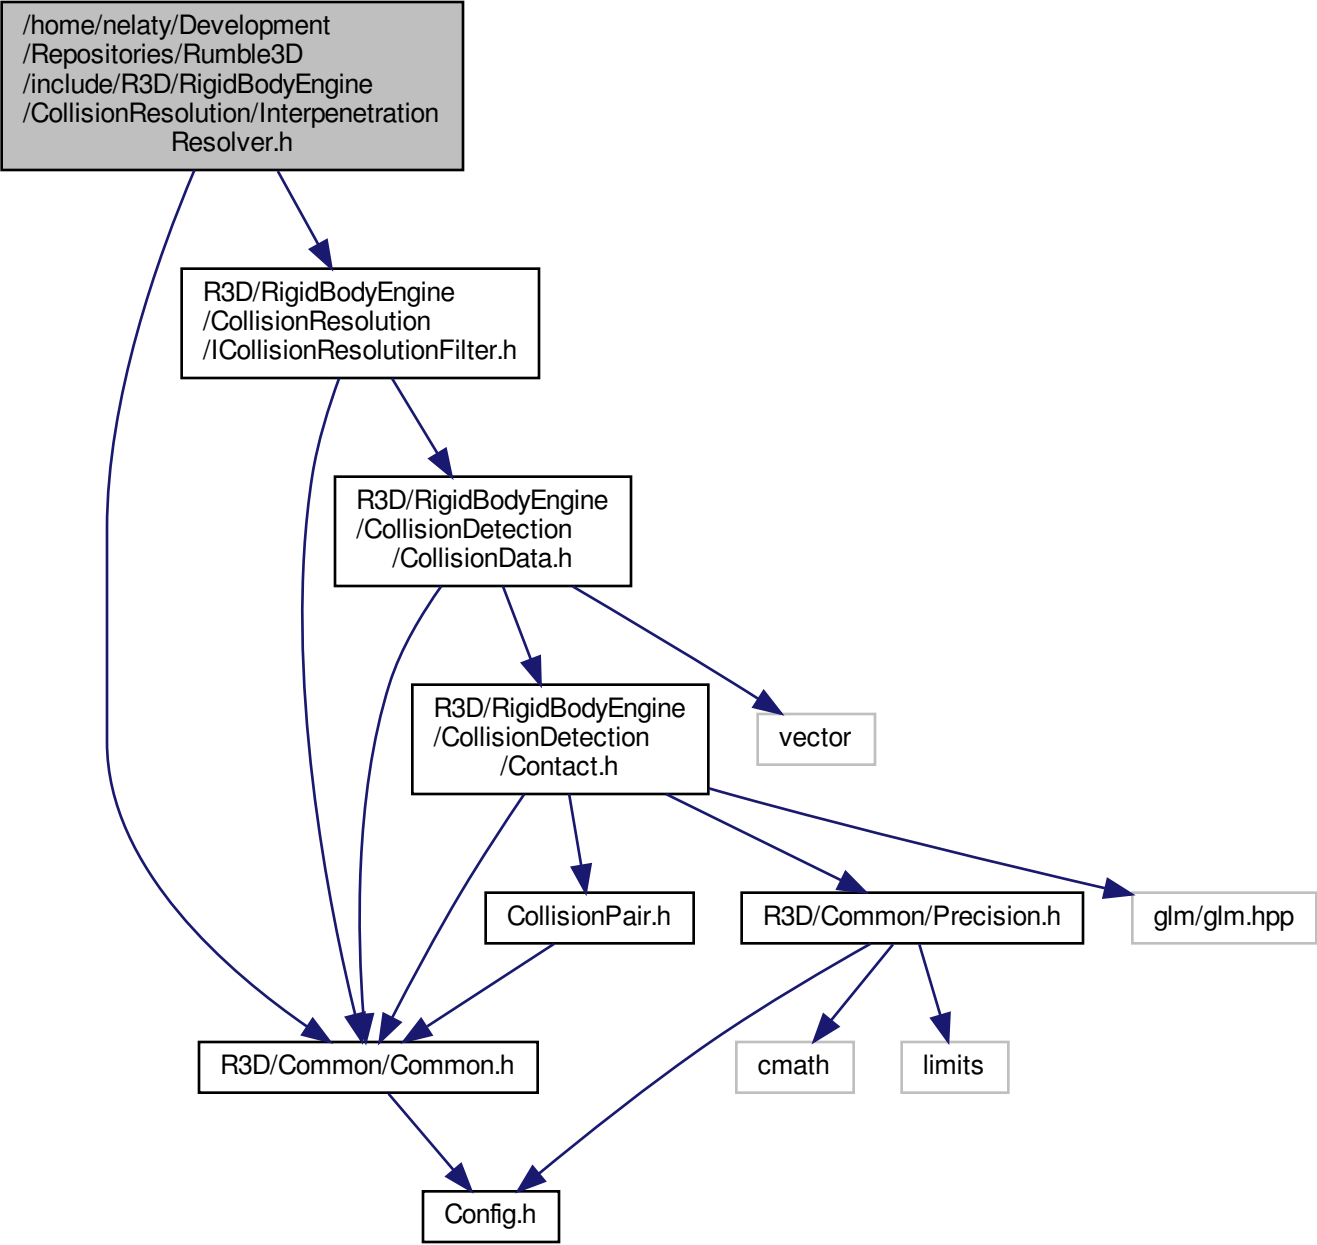 /home/nelaty/Development
/Repositories/Rumble3D
/include/R3D/RigidBodyEngine
/CollisionResolution/Interpenetration
Resolver.h
R3D/RigidBodyEngine
/CollisionResolution
/ICollisionResolutionFilter.h
R3D/RigidBodyEngine
/CollisionDetection
/CollisionData.h
R3D/RigidBodyEngine
/CollisionDetection
/Contact.h
vector
CollisionPair.h
R3D/Common/Precision.h
glm/glm.hpp
R3D/Common/Common.h
cmath
limits
Config.h